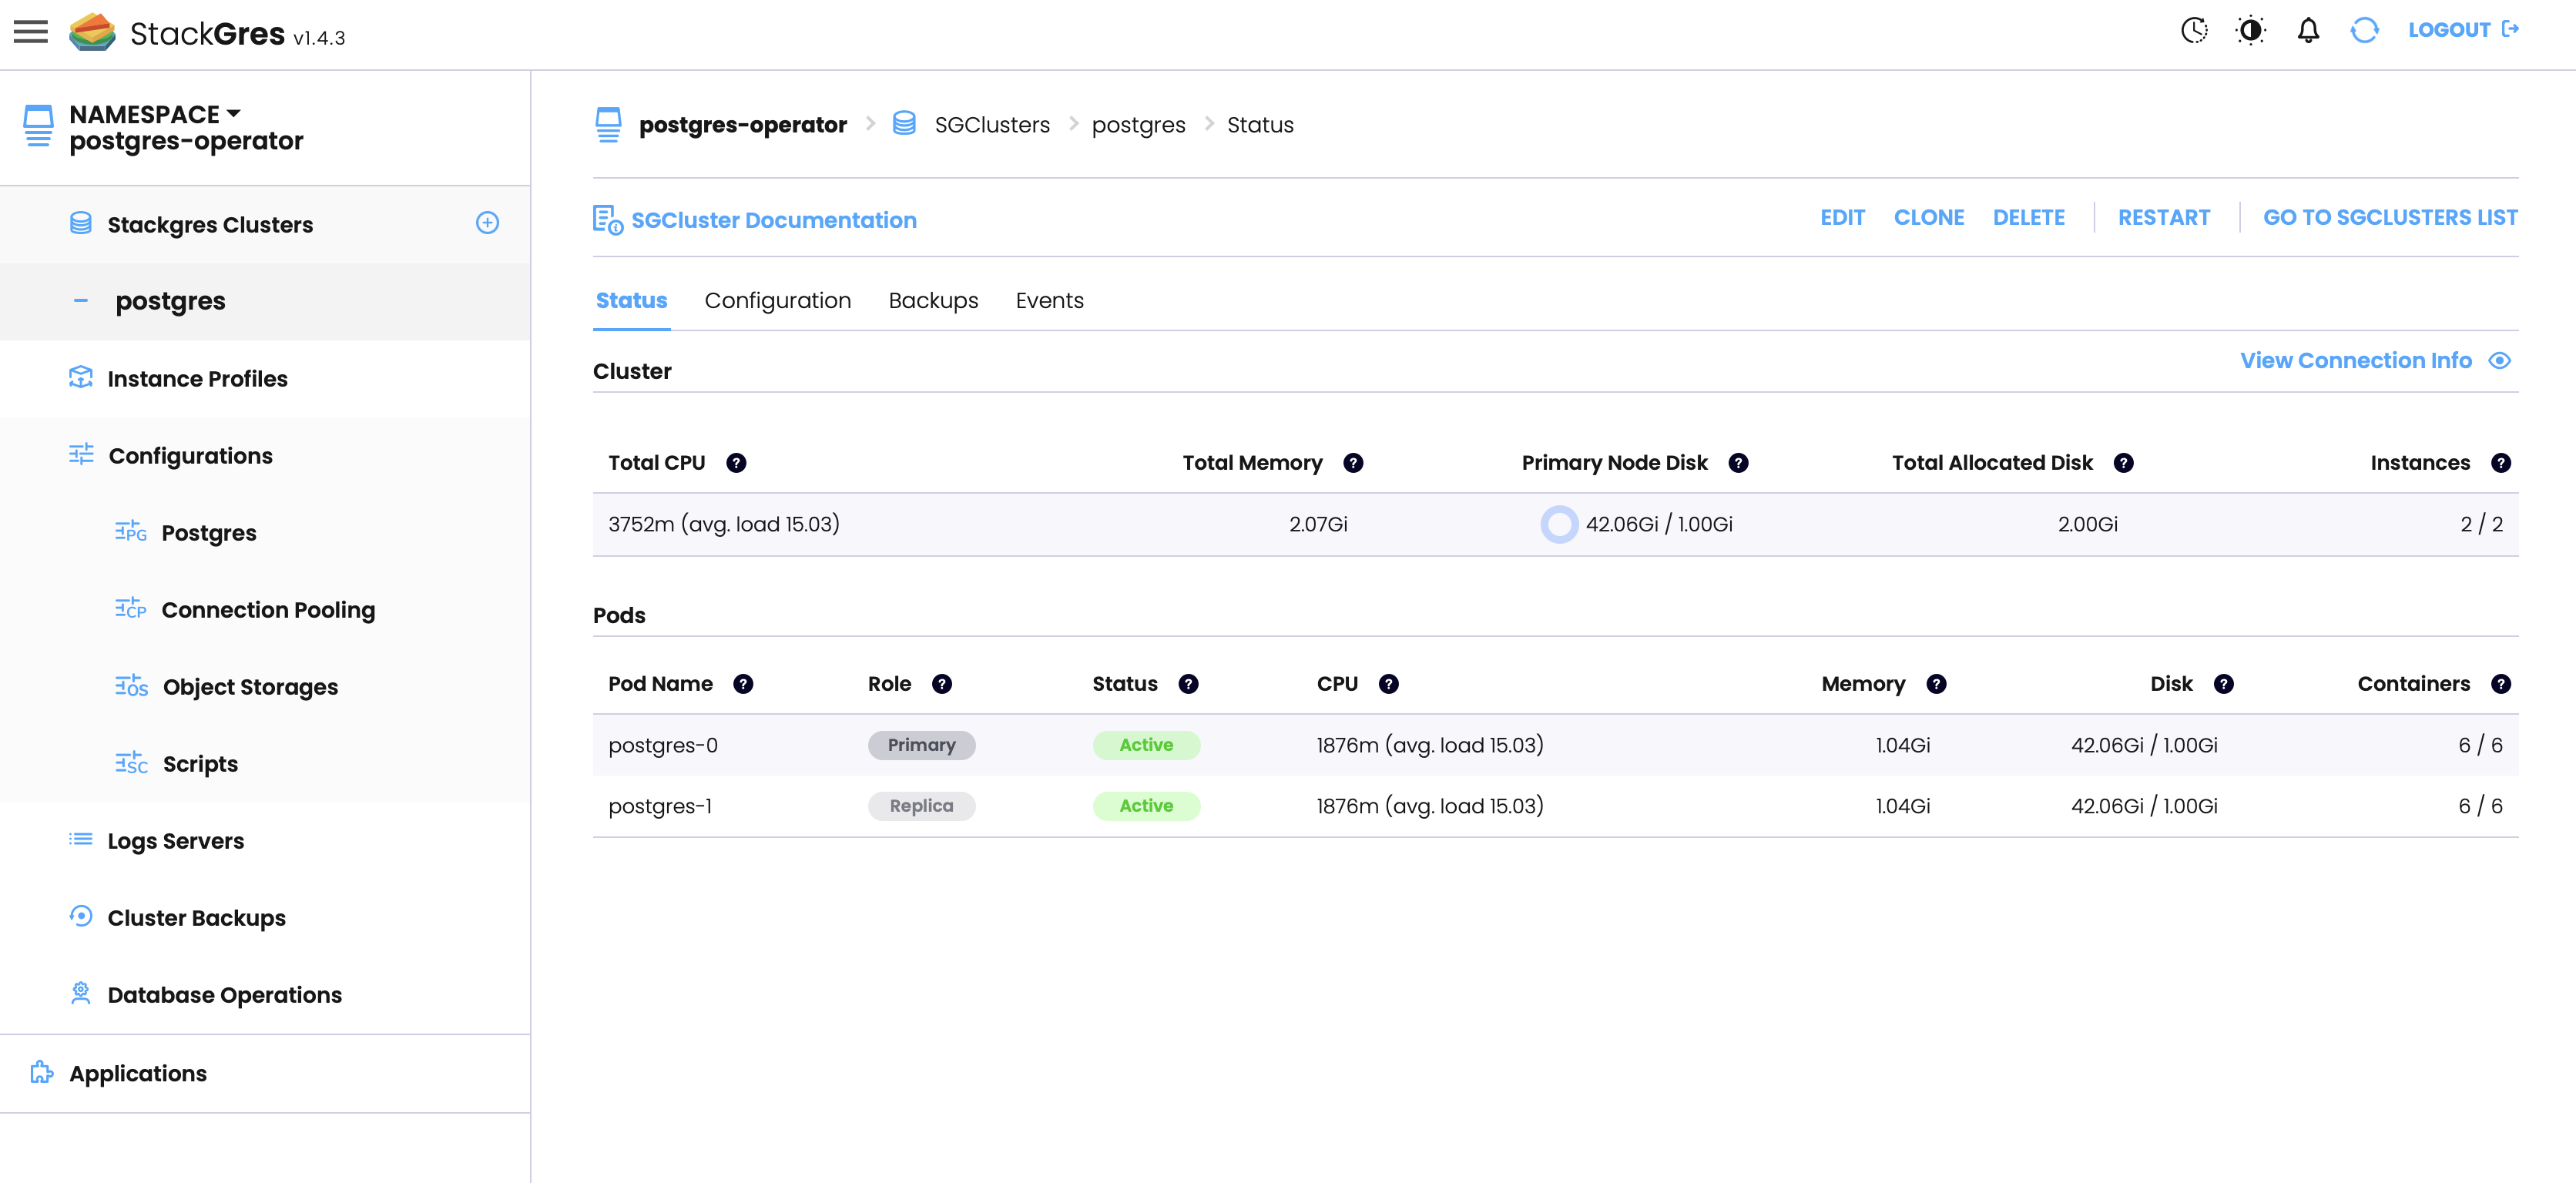 StackGres v1.4.3
LOGOUT
NAMESPACE
postgres-operator
Stackgres Clusters
postgres
Instance Profiles
Configurations
PG Postgres
CP Connection Pooling
OS Object Storages
SC Scripts
Logs Servers
Cluster Backups
Database Operations
Applications
postgres-operator > SGClusters > postgres > Status
SGCluster Documentation
EDIT CLONE DELETE RESTART GO TO SGCLUSTERS LIST
Status Configuration Backups Events
Cluster
View Connection Info
Total CPU ? Total Memory ? Primary Node Disk ? Total Allocated Disk ? Instances ?
3752m (avg. load 15.03) 2.07Gi 42.06Gi / 1.00Gi 2.00Gi 2 / 2
Pods
Pod Name ? Role ? Status ? CPU ? Memory ? Disk ? Containers ?
postgres-0 Primary Active 1876m (avg. load 15.03) 1.04Gi 42.06Gi / 1.00Gi 6 / 6
postgres-1 Replica Active 1876m (avg. load 15.03) 1.04Gi 42.06Gi / 1.00Gi 6 / 6